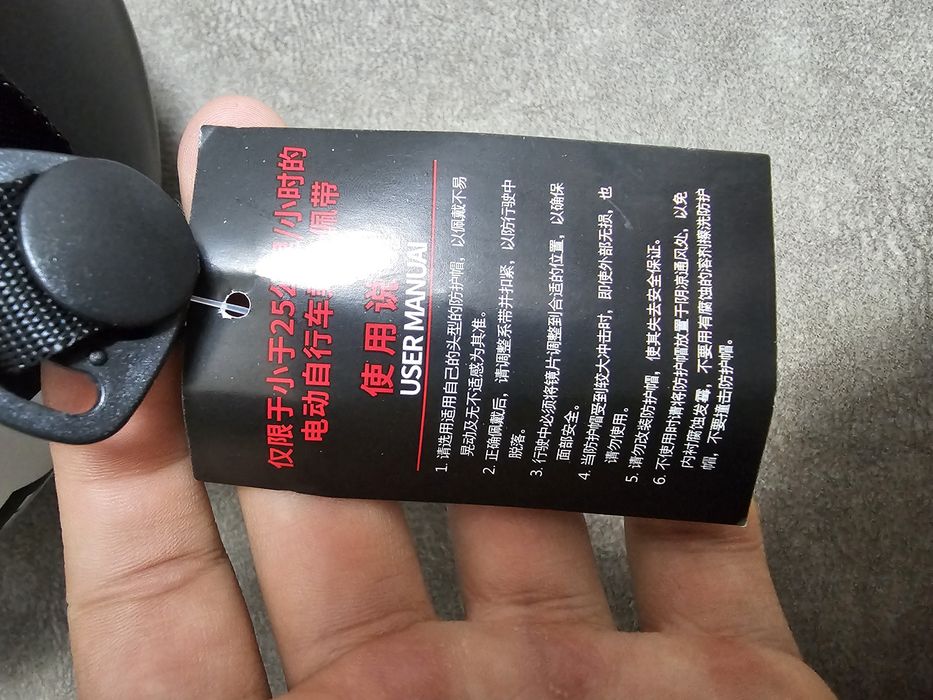 仅限于小于25公里/小时的
电动自行车 佩带
使用说
USER MANUAL
1. 请选用适用自己的头型的防护帽，以佩戴不易
晃动及无不适感为其准。
2. 正确佩戴后，请调整系带并扣紧，以防行驶中
脱落。
3. 行驶中必须将镜片调整到合适的位置，以确保
面部安全。
4. 当防护帽受到较大冲击时，即使外部无损，也
请勿使用。
5. 请勿改装防护帽，使其失去安全保证。
6. 不使用时请将防护帽放置于阴凉通风处，以免
内衬腐蚀发霉，不要用有腐蚀的溶剂擦洗防护
帽，不要撞击防护帽。